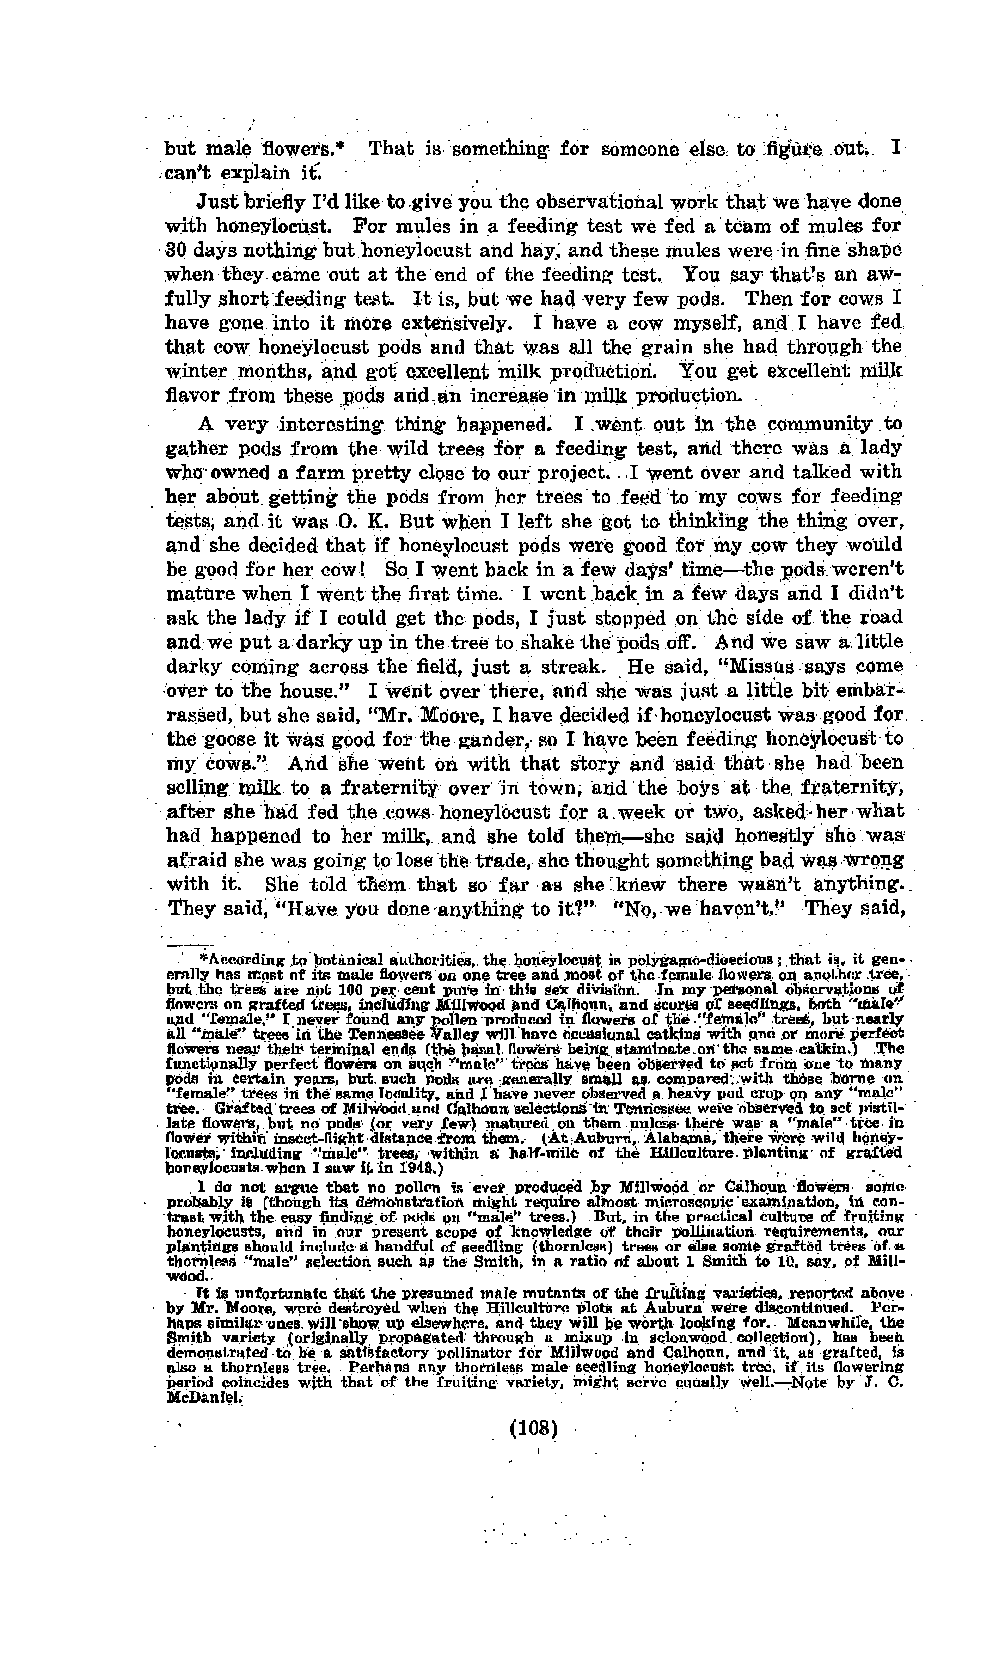 but male flowers.* That is something for someone else to figure out. I
can't explain it.
Just briefly I'd like to give you the observational work that we have done
with honeylocust. For mules in a feeding test we fed a team of mules for
30 days nothing but honeylocust and hay, and these mules were in fine shape
when they came out at the end of the feeding test. You say that's an aw-
fully short feeding test. It is, but we had very few pods. Then for cows I
have gone into it more extensively. I have a cow myself, and I have fed
that cow honeylocust pods and that was all the grain she had through the
winter months, and got excellent milk production. You get excellent milk
flavor from these pods and an increase in milk production.
A very interesting thing happened. I went out in the community to
gather pods from the wild trees for a feeding test, and there was a lady
who owned a farm pretty close to our project. I went over and talked with
her about getting the pods from her trees to feed to my cows for feeding
tests, and it was O. K. But when I left she got to thinking the thing over,
and she decided that if honeylocust pods were good for my cow they would
be good for her cow! So I went back in a few days' time—the pods weren't
mature when I went the first time. I went back in a few days and I didn't
ask the lady if I could get the pods, I just stopped on the side of the road
and we put a darky up in the tree to shake the pods off. And we saw a little
darky coming across the field, just a streak. He said, "Missus says come
over to the house." I went over there, and she was just a little bit embar-
rassed, but she said, "Mr. Moore, I have decided if honeylocust was good for
the goose it was good for the gander, so I have been feeding honeylocust to
my cows." And she went on with that story and said that she had been
selling milk to a fraternity over in town, and the boys at the fraternity,
after she had fed the cows honeylocust for a week or two, asked her what
had happened to her milk, and she told them—she said honestly she was
afraid she was going to lose the trade, she thought something bad was wrong
with it. She told them that so far as she knew there wasn't anything.
They said, "Have you done anything to it?" "No, we haven't." They said,
*According to botanical authorities, the honeylocust is polygamo-dioecious; that is, it gen-
erally has most of its male flowers on one tree and most of the female flowers on another tree,
but the trees are not 100 per cent pure in this sex division. In my personal observations of
flowers on grafted trees, including Millwood and Calhoun, and scores of seedlings, both "male"
and "female," I never found any pollen produced in flowers of the "female" trees, but nearly
all "male" trees in the Tennessee Valley will have occasional catkins with one or more perfect
flowers near their terminal ends (the basal flowers being staminate on the same catkin.) The
functionally perfect flowers on such "male" trees have been observed to set from one to many
pods in certain years, but such pods are generally small as compared with those borne on
"female" trees in the same locality, and I have never observed a heavy pod crop on any "male"
tree. Grafted trees of Milwood and Calhoun selections in Tennessee were observed to set pistil-
late flowers, but no pods (or very few) matured on them unless there was a "male" tree in
flower within insect-flight distance from them. (At Auburn, Alabama, there were wild honey-
locusts, including "male" trees, within a half-mile of the Hillculture planting of grafted
honeylocusts when I saw it in 1948.)
I do not argue that no pollen is ever produced by Millwood or Calhoun flowers—some
probably is (though its demonstration might require almost microscopic examination, in con-
trast with the easy finding of pods on "male" trees.) But, in the practical culture of fruiting
honeylocusts, and in our present scope of knowledge of their pollination requirements, our
plantings should include a handful of seedling (thornless) trees or else some grafted trees of a
thornless "male" selection such as the Smith, in a ratio of about 1 Smith to 10, say, of Mill-
wood.
It is unfortunate that the presumed male mutants of the fruiting varieties, reported above
by Mr. Moore, were destroyed when the Hillculture plots at Auburn were discontinued. Per-
haps similar ones will show up elsewhere, and they will be worth looking for. Meanwhile, the
Smith variety (originally propagated through a mixup in scionwood collection), has been
demonstrated to be a satisfactory pollinator for Millwood and Calhoun, and it, as grafted, is
also a thornless tree. Perhaps any thornless male seedling honeylocust tree, if its flowering
period coincides with that of the fruiting variety, might serve equally well.—Note by J. C.
McDaniel.
(108)